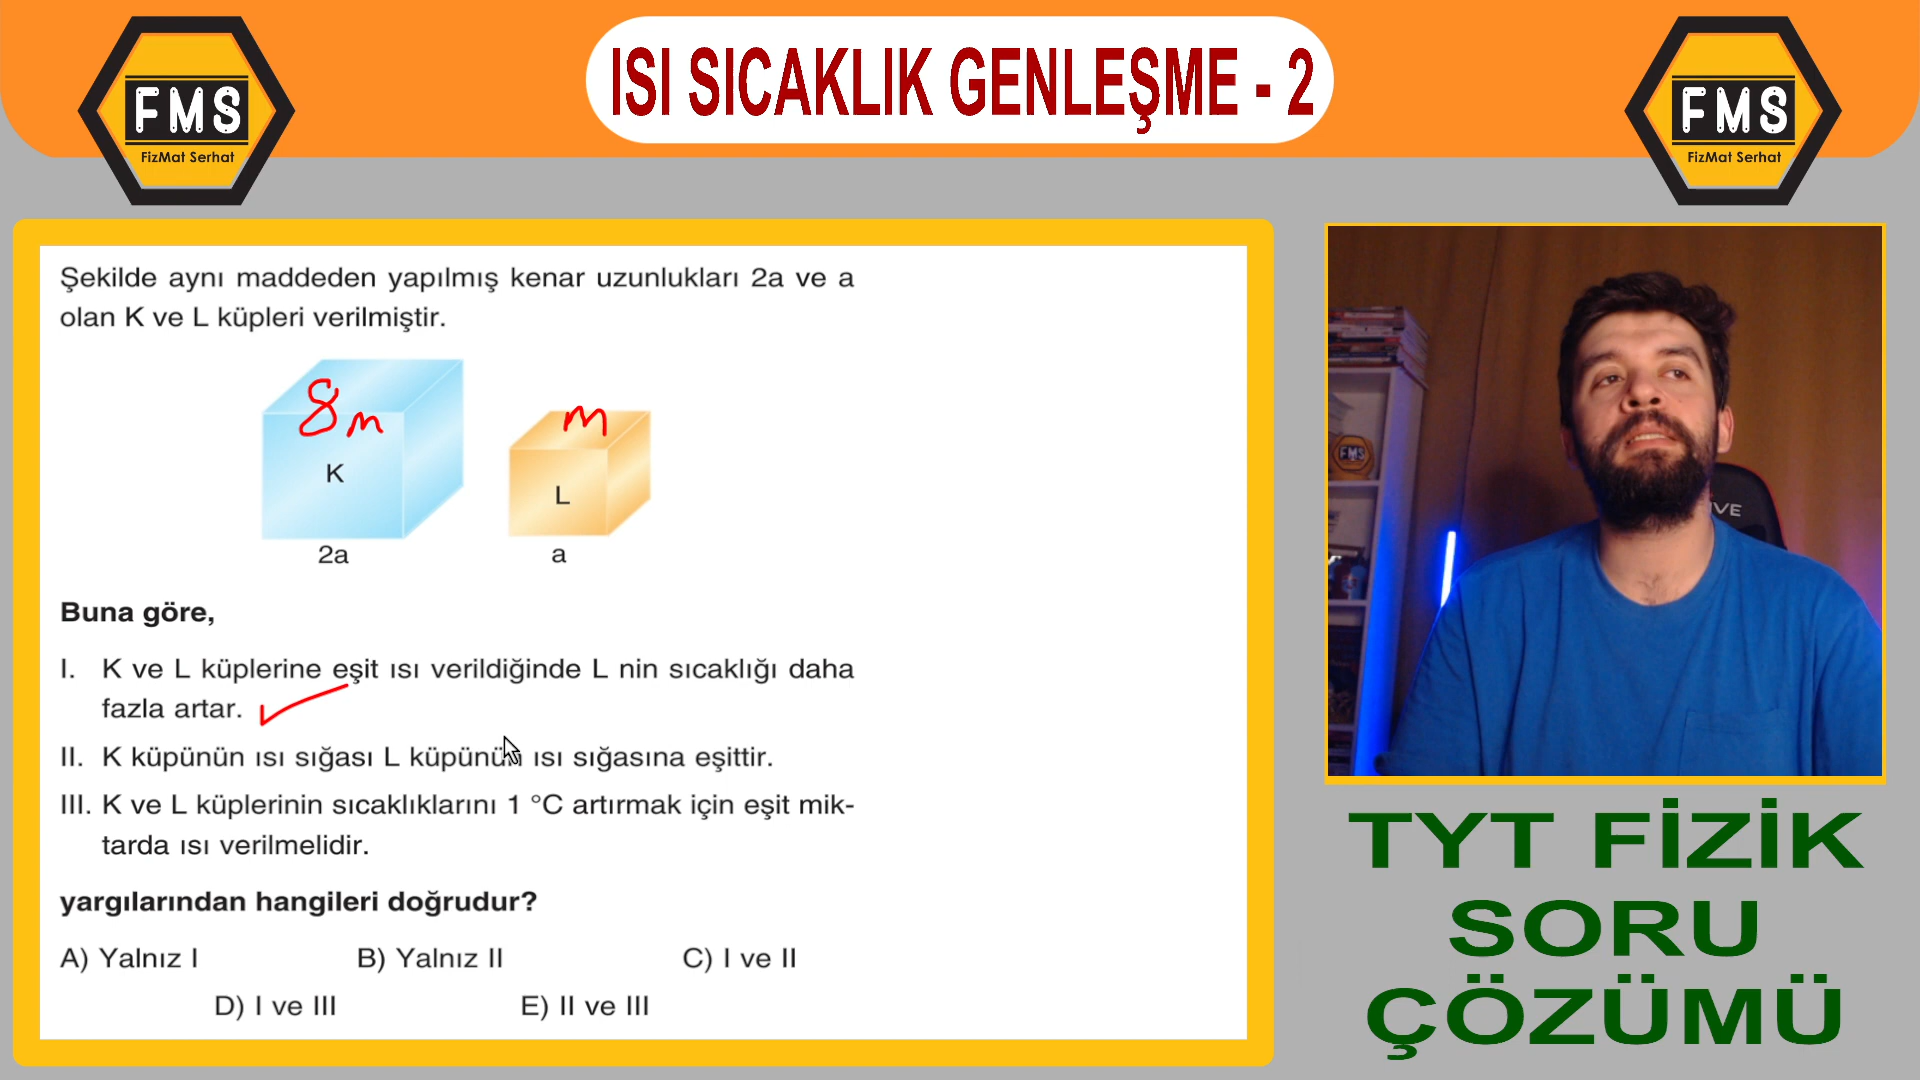 ISI SICAKLIK GENLEŞME - 2
FMS
FizMat Serhat
FMS
FizMat Serhat
Şekilde aynı maddeden yapılmış kenar uzunlukları 2a ve a
olan K ve L küpleri verilmiştir.
8m
m
K
L
2a
a
Buna göre,
I. K ve L küplerine eşit ısı verildiğinde L nin sıcaklığı daha
fazla artar.
II. K küpünün ısı sığası L küpünün ısı sığasına eşittir.
III. K ve L küplerinin sıcaklıklarını 1 °C artırmak için eşit mik-
tarda ısı verilmelidir.
yargılarından hangileri doğrudur?
A) Yalnız I B) Yalnız II C) I ve II
D) I ve III E) II ve III
FMS
VE
TYT FİZİK
SORU
ÇÖZÜMÜ